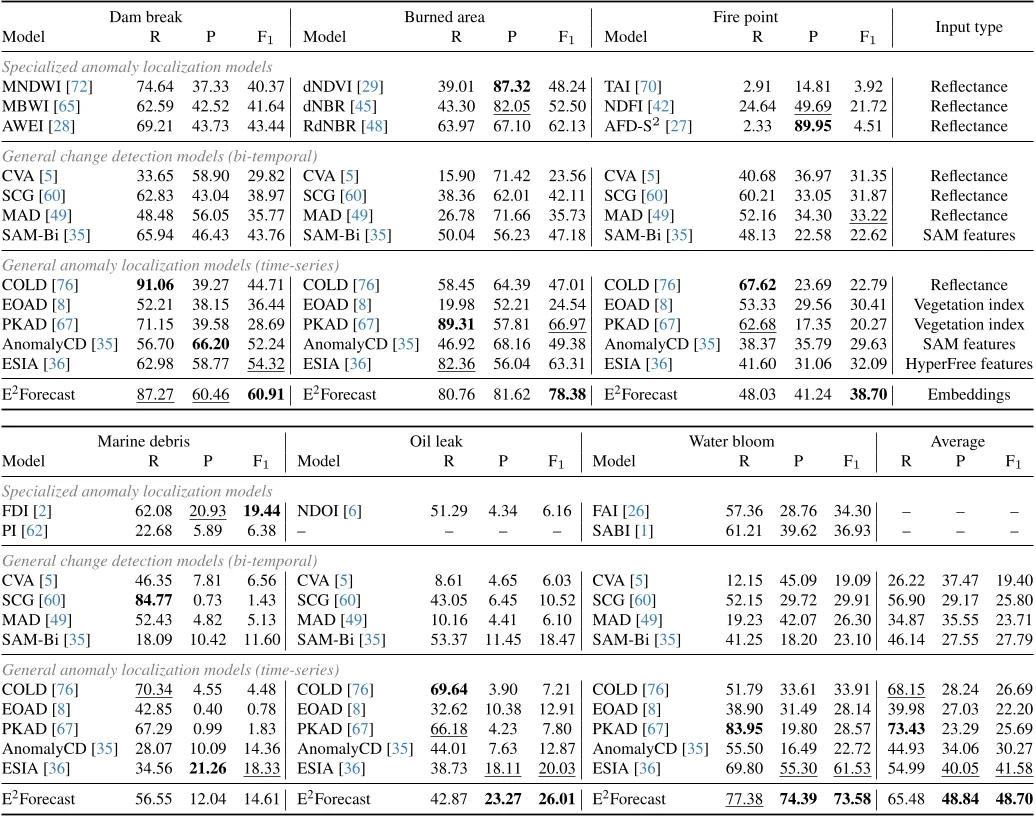 Dam break Burned area Fire point Input type
Model R P F1 Model R P F1 Model R P F1
Specialized anomaly localization models
MNDWI [72] 74.64 37.33 40.37 dNDVI [29] 39.01 87.32 48.24 TAI [70] 2.91 14.81 3.92 Reflectance
MBWI [65] 62.59 42.52 41.64 dNBR [45] 43.30 82.05 52.50 NDFI [42] 24.64 49.69 21.72 Reflectance
AWEI [28] 69.21 43.73 43.44 RdNBR [48] 63.97 67.10 62.13 AFD-S² [27] 2.33 89.95 4.51 Reflectance
General change detection models (bi-temporal)
CVA [5] 33.65 58.90 29.82 CVA [5] 15.90 71.42 23.56 CVA [5] 40.68 36.97 31.35 Reflectance
SCG [60] 62.83 43.04 38.97 SCG [60] 38.36 62.01 42.11 SCG [60] 60.21 33.05 31.87 Reflectance
MAD [49] 48.48 56.05 35.77 MAD [49] 26.78 71.66 35.73 MAD [49] 52.16 34.30 33.22 Reflectance
SAM-Bi [35] 65.94 46.43 43.76 SAM-Bi [35] 50.04 56.23 47.18 SAM-Bi [35] 48.13 22.58 22.62 SAM features
General anomaly localization models (time-series)
COLD [76] 91.06 39.27 44.71 COLD [76] 58.45 64.39 47.01 COLD [76] 67.62 23.69 22.79 Reflectance
EOAD [8] 52.21 38.15 36.44 EOAD [8] 19.98 52.21 24.54 EOAD [8] 53.33 29.56 30.41 Vegetation index
PKAD [67] 71.15 39.58 28.69 PKAD [67] 89.31 57.81 66.97 PKAD [67] 62.68 17.35 20.27 Vegetation index
AnomalyCD [35] 56.70 66.20 52.24 AnomalyCD [35] 46.92 68.16 49.38 AnomalyCD [35] 38.37 35.79 29.63 SAM features
ESIA [36] 62.98 58.77 54.32 ESIA [36] 82.36 56.04 63.31 ESIA [36] 41.60 31.06 32.09 HyperFree features
E²Forecast 87.27 60.46 60.91 E²Forecast 80.76 81.62 78.38 E²Forecast 48.03 41.24 38.70 Embeddings
Marine debris Oil leak Water bloom Average
Model R P F1 Model R P F1 Model R P F1 R P F1
Specialized anomaly localization models
FDI [2] 62.08 20.93 19.44 NDOI [6] 51.29 4.34 6.16 FAI [26] 57.36 28.76 34.30 – – –
PI [62] 22.68 5.89 6.38 – – – – SABI [1] 61.21 39.62 36.93 – – –
General change detection models (bi-temporal)
CVA [5] 46.35 7.81 6.56 CVA [5] 8.61 4.65 6.03 CVA [5] 12.15 45.09 19.09 26.22 37.47 19.40
SCG [60] 84.77 0.73 1.43 SCG [60] 43.05 6.45 10.52 SCG [60] 52.15 29.72 29.91 56.90 29.17 25.80
MAD [49] 52.43 4.82 5.13 MAD [49] 10.16 4.41 6.10 MAD [49] 19.23 42.07 26.30 34.87 35.55 23.71
SAM-Bi [35] 18.09 10.42 11.60 SAM-Bi [35] 53.37 11.45 18.47 SAM-Bi [35] 41.25 18.20 23.10 46.14 27.55 27.79
General anomaly localization models (time-series)
COLD [76] 70.34 4.55 4.48 COLD [76] 69.64 3.90 7.21 COLD [76] 51.79 33.61 33.91 68.15 28.24 26.69
EOAD [8] 42.85 0.40 0.78 EOAD [8] 32.62 10.38 12.91 EOAD [8] 38.90 31.49 28.14 39.98 27.03 22.20
PKAD [67] 67.29 0.99 1.83 PKAD [67] 66.18 4.23 7.80 PKAD [67] 83.95 19.80 28.57 73.43 23.29 25.69
AnomalyCD [35] 28.07 10.09 14.36 AnomalyCD [35] 44.01 7.63 12.87 AnomalyCD [35] 55.50 16.49 22.72 44.93 34.06 30.27
ESIA [36] 34.56 21.26 18.33 ESIA [36] 38.73 18.11 20.03 ESIA [36] 69.80 55.30 61.53 54.99 40.05 41.58
E²Forecast 56.55 12.04 14.61 E²Forecast 42.87 23.27 26.01 E²Forecast 77.38 74.39 73.58 65.48 48.84 48.70